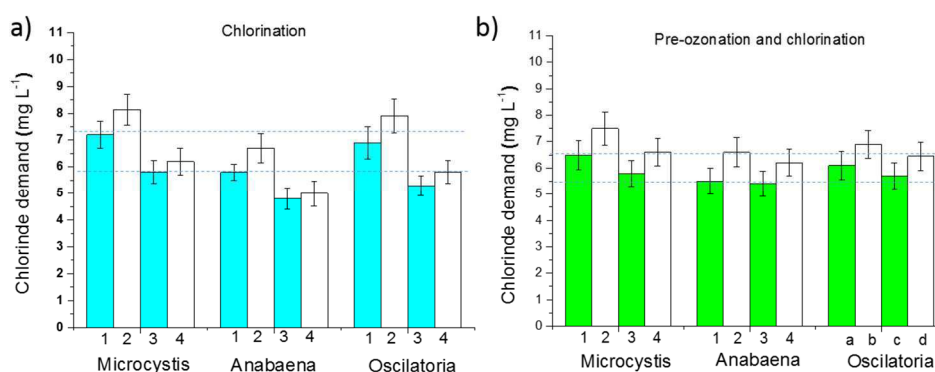 a)
Chlorination
Chlorinde demand (mg L⁻¹)
11
10
9
8
7
6
5
4
3
2
1
0
1 2 3 4 1 2 3 4 1 2 3 4
Microcystis Anabaena Oscilatoria
b)
Pre-ozonation and chlorination
Chlorinde demand (mg L⁻¹)
11
10
9
8
7
6
5
4
3
2
1
0
1 2 3 4 1 2 3 4 a b c d
Microcystis Anabaena Oscilatoria